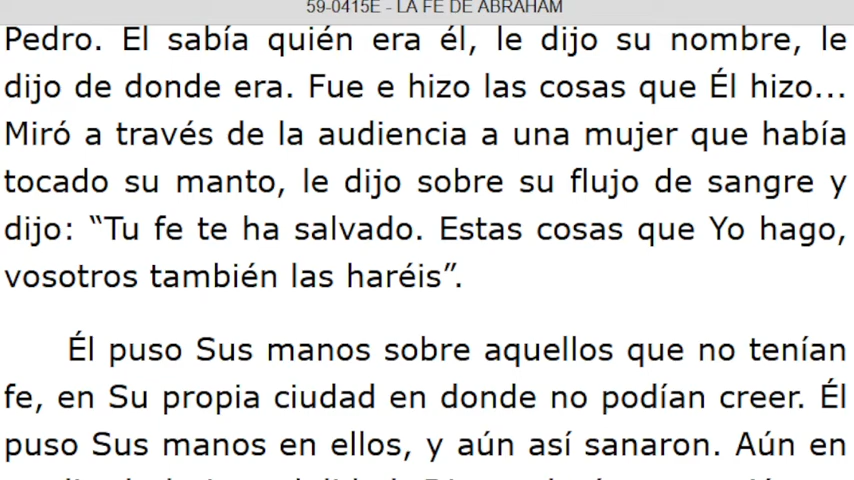 59-0415E - LA FE DE ABRAHAM
Pedro. El sabía quién era él, le dijo su nombre, le
dijo de donde era. Fue e hizo las cosas que Él hizo...
Miró a través de la audiencia a una mujer que había
tocado su manto, le dijo sobre su flujo de sangre y
dijo: “Tu fe te ha salvado. Estas cosas que Yo hago,
vosotros también las haréis”.
Él puso Sus manos sobre aquellos que no tenían
fe, en Su propia ciudad en donde no podían creer. Él
puso Sus manos en ellos, y aún así sanaron. Aún en